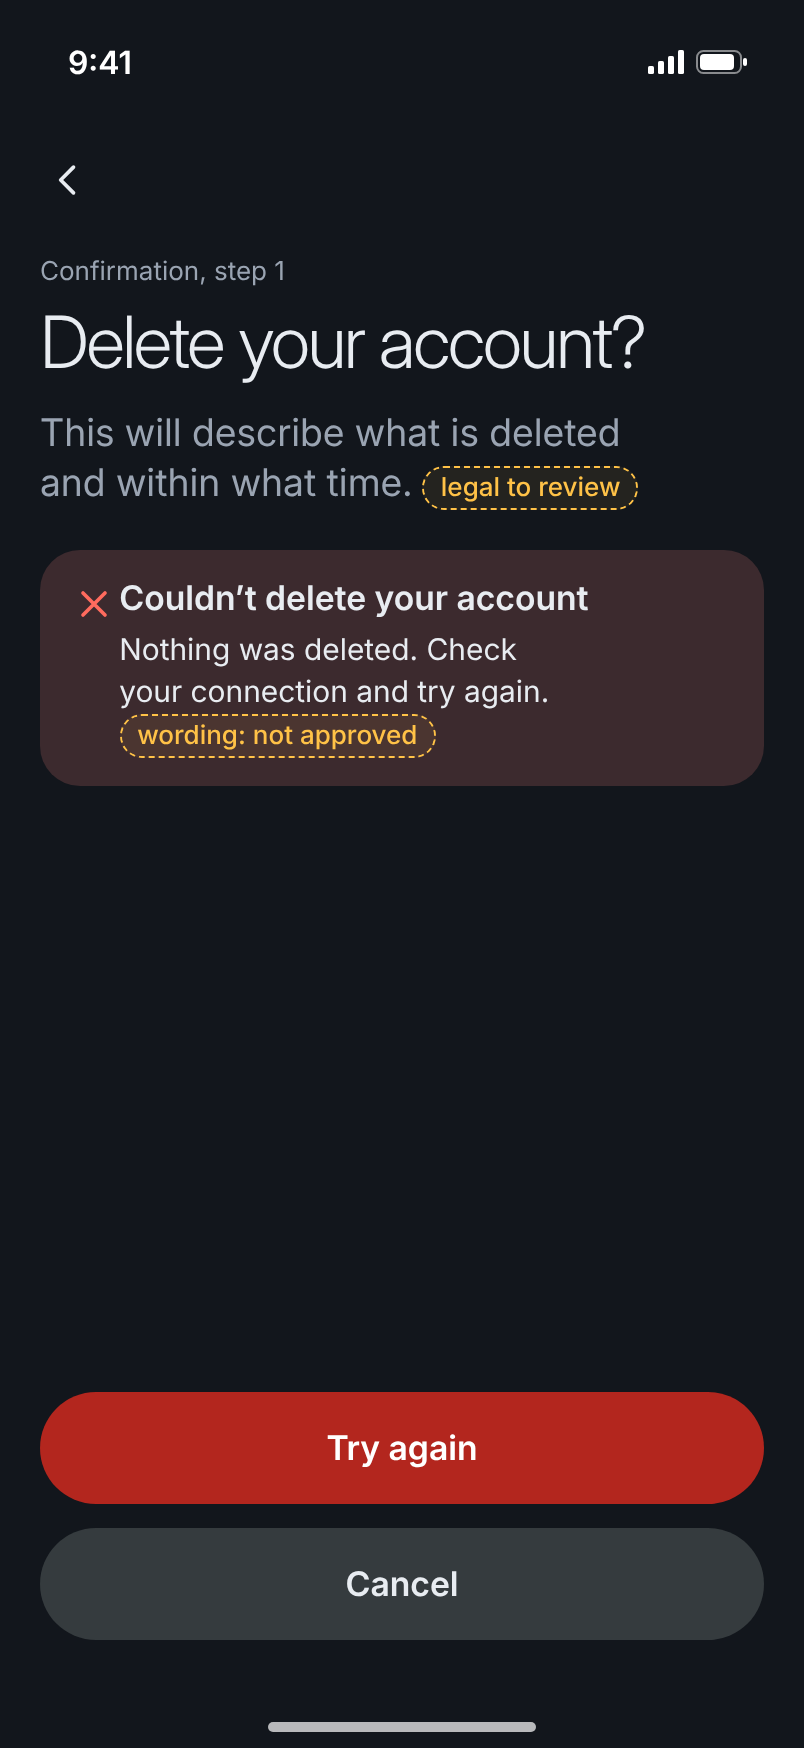 9:41
Confirmation, step 1
Delete your account?
This will describe what is deleted
and within what time. legal to review
Couldn’t delete your account
Nothing was deleted. Check
your connection and try again.
wording: not approved
Try again
Cancel